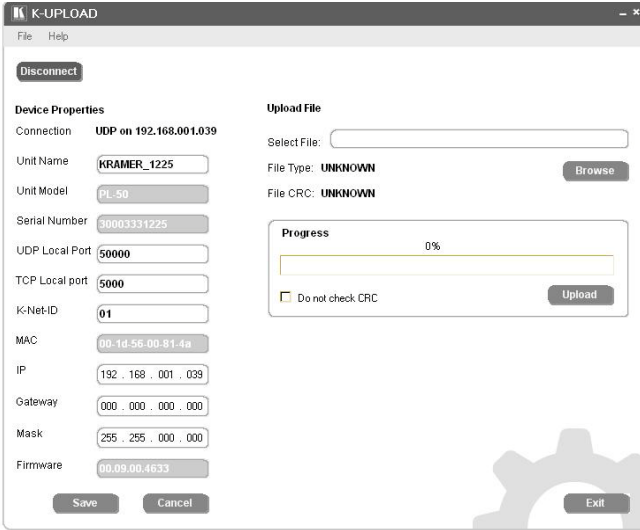 K K-UPLOAD
File Help
Disconnect
Device Properties
Connection UDP on 192.168.001.039
Unit Name KRAMER_1225
Unit Model PL-50
Serial Number 30003331225
UDP Local Port 50000
TCP Local port 5000
K-Net-ID 01
MAC 00-1d-56-00-81-4a
IP 192 . 168 . 001 . 039
Gateway 000 . 000 . 000 . 000
Mask 255 . 255 . 000 . 000
Firmware 00.09.00.4633
Save Cancel
Upload File
Select File:
File Type: UNKNOWN Browse
File CRC: UNKNOWN
Progress
0%
Do not check CRC Upload
Exit